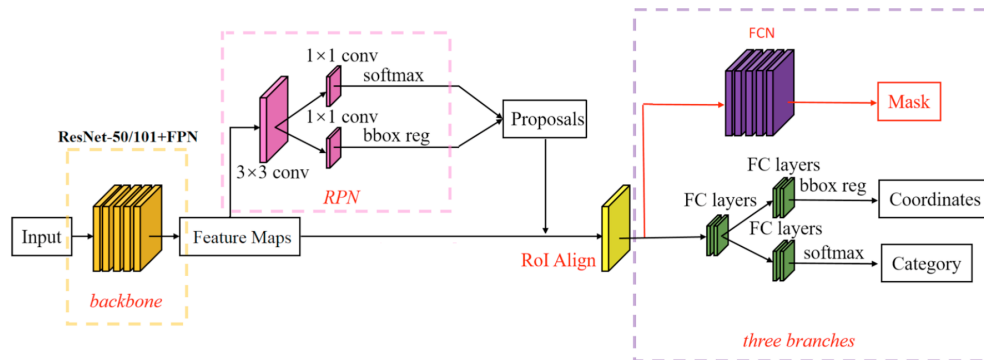 FCN
1×1 conv
softmax
Mask
1×1 conv
Proposals
ResNet-50/101+FPN
bbox reg
FC layers
3×3 conv
bbox reg
RPN
FC layers
Coordinates
Input
Feature Maps
FC layers
RoI Align
softmax
Category
backbone
three branches